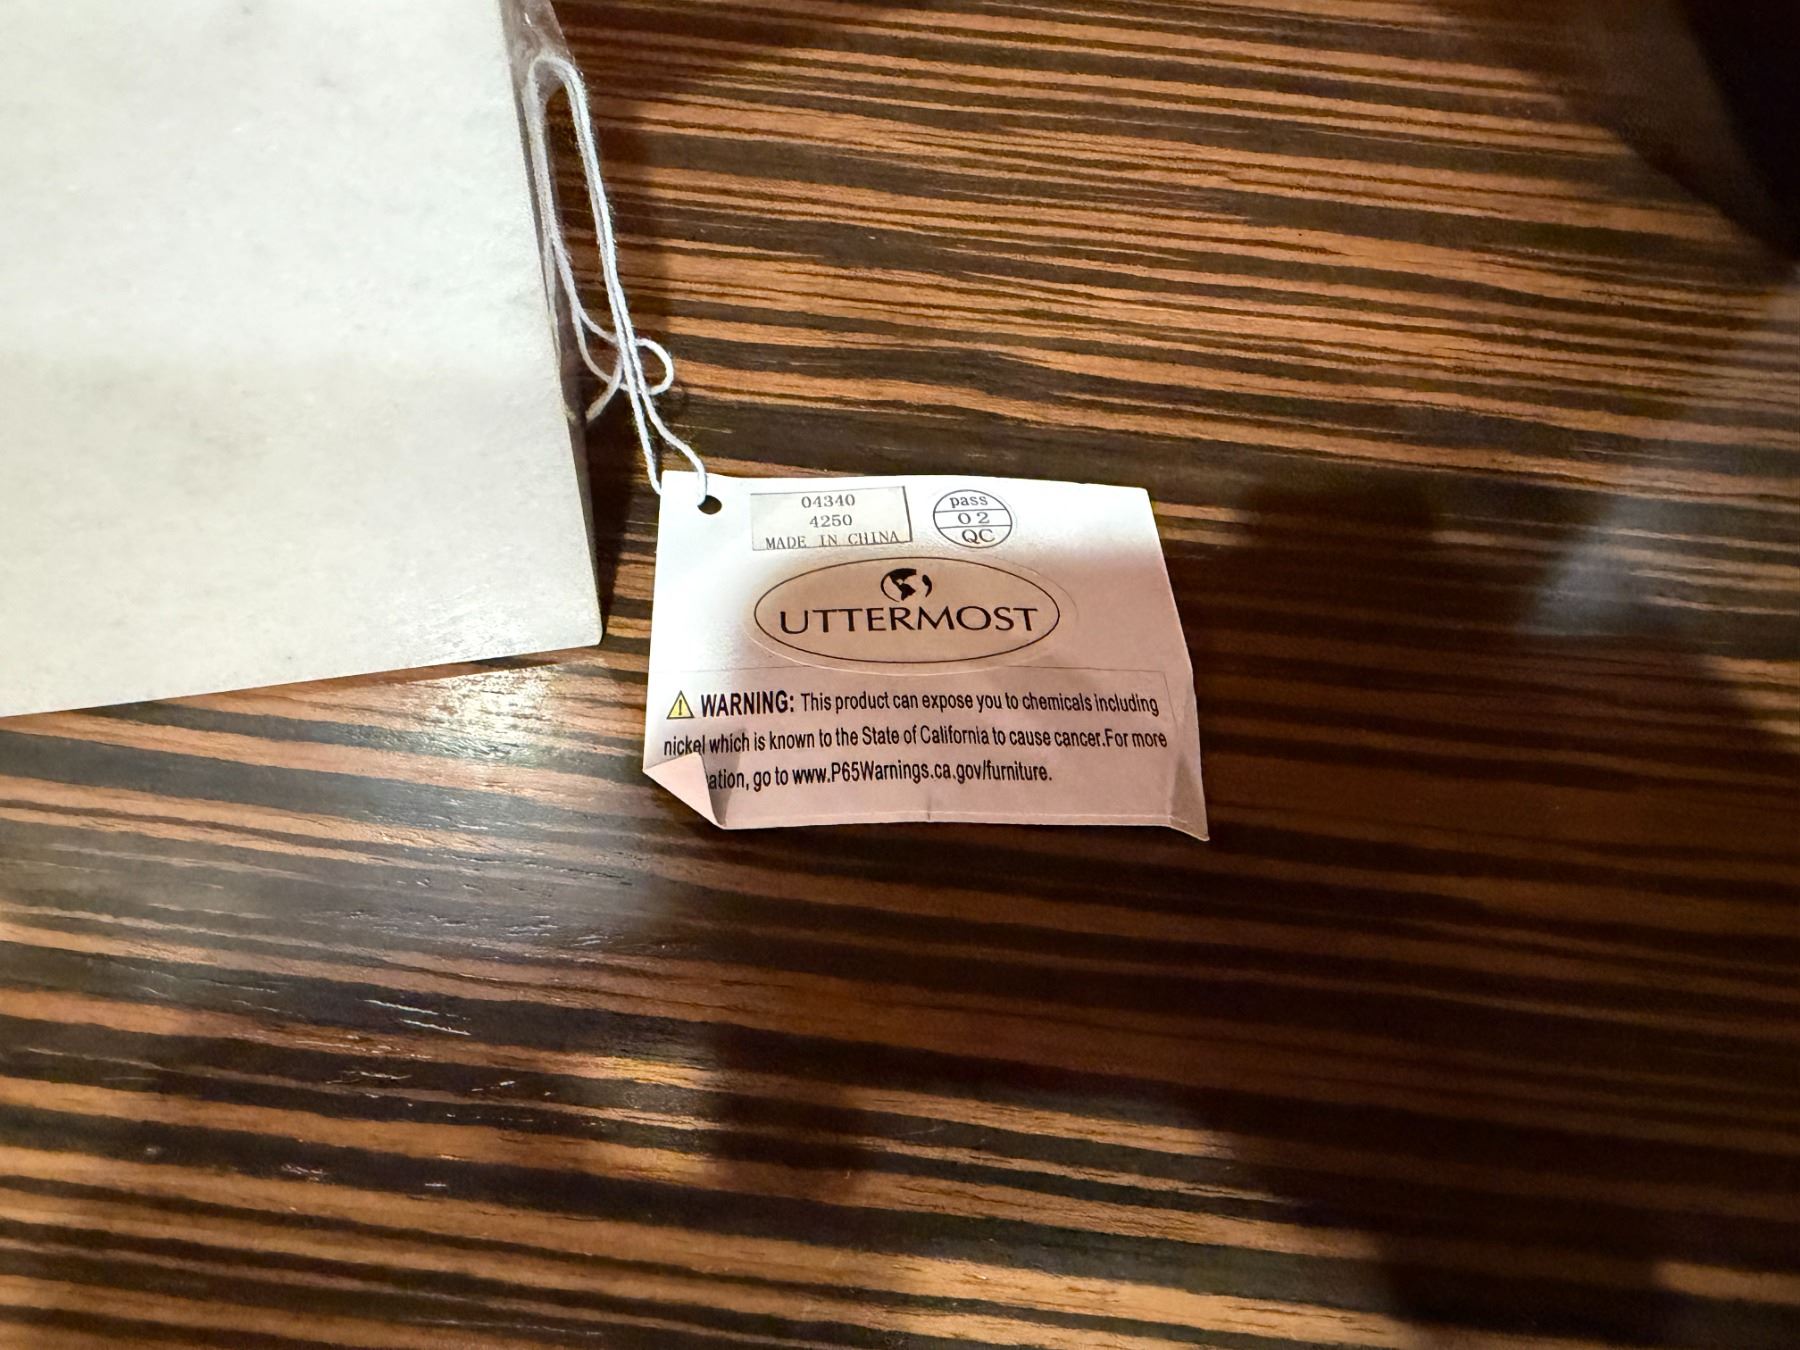 04340
4250
MADE IN CHINA
pass
02
QC
UTTERMOST
WARNING: This product can expose you to chemicals including
nickel which is known to the State of California to cause cancer.For more
ation, go to www.P65Warnings.ca.gov/furniture.